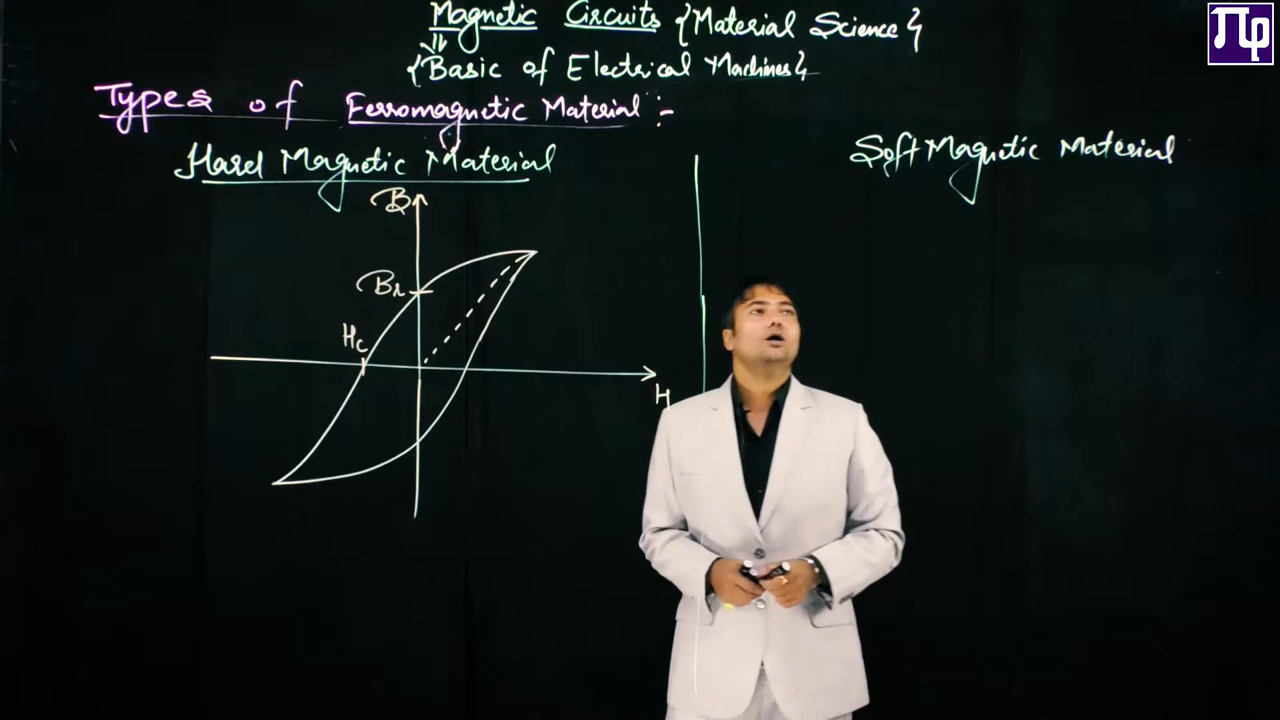 Magnetic Circuits {Material Science}
{Basic of Electrical Machines}
Types of Ferromagnetic Material :-
Hard Magnetic Material
Soft Magnetic Material
B
Br
Hc
H
πφ